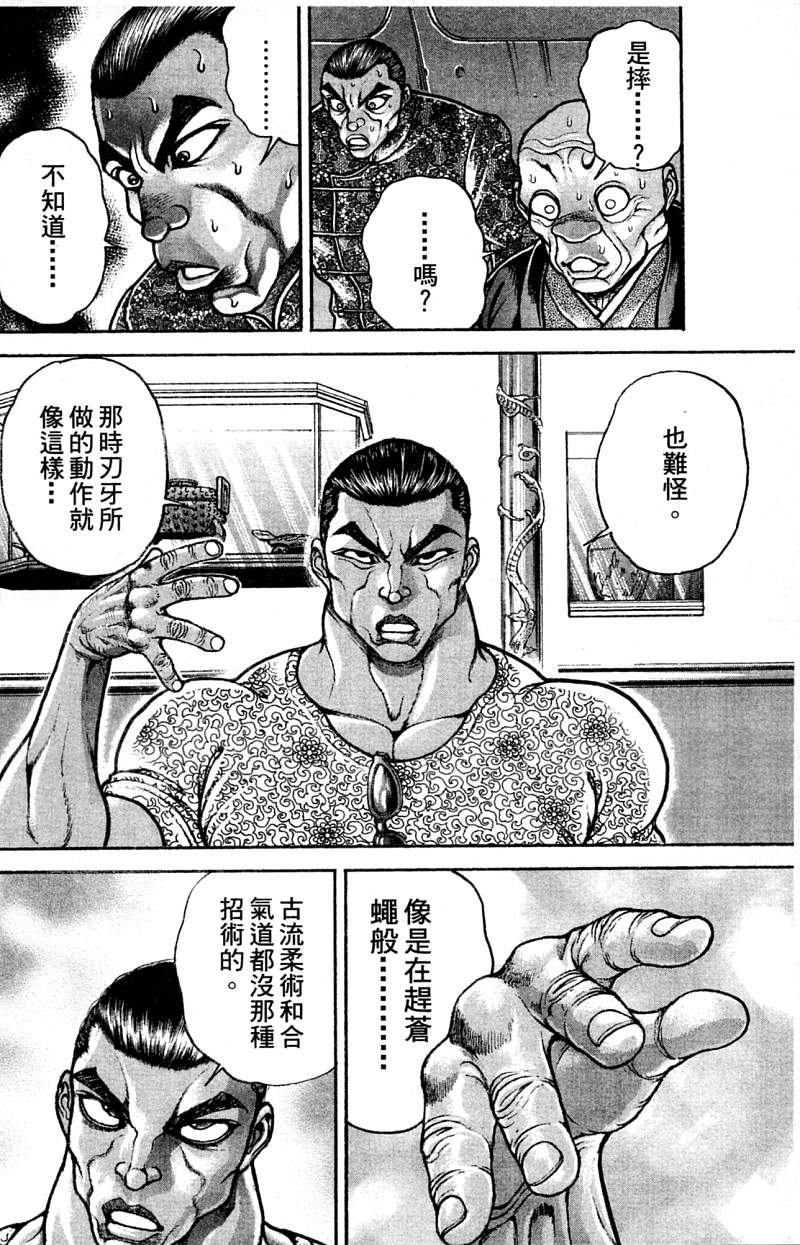 是摔………？
……嗎？
………
不知道……
也難怪。
那時刃牙所
做的動作就
像這樣…
像是在趕蒼
蠅般…………
古流柔術和合
氣道都沒那種
招術的。